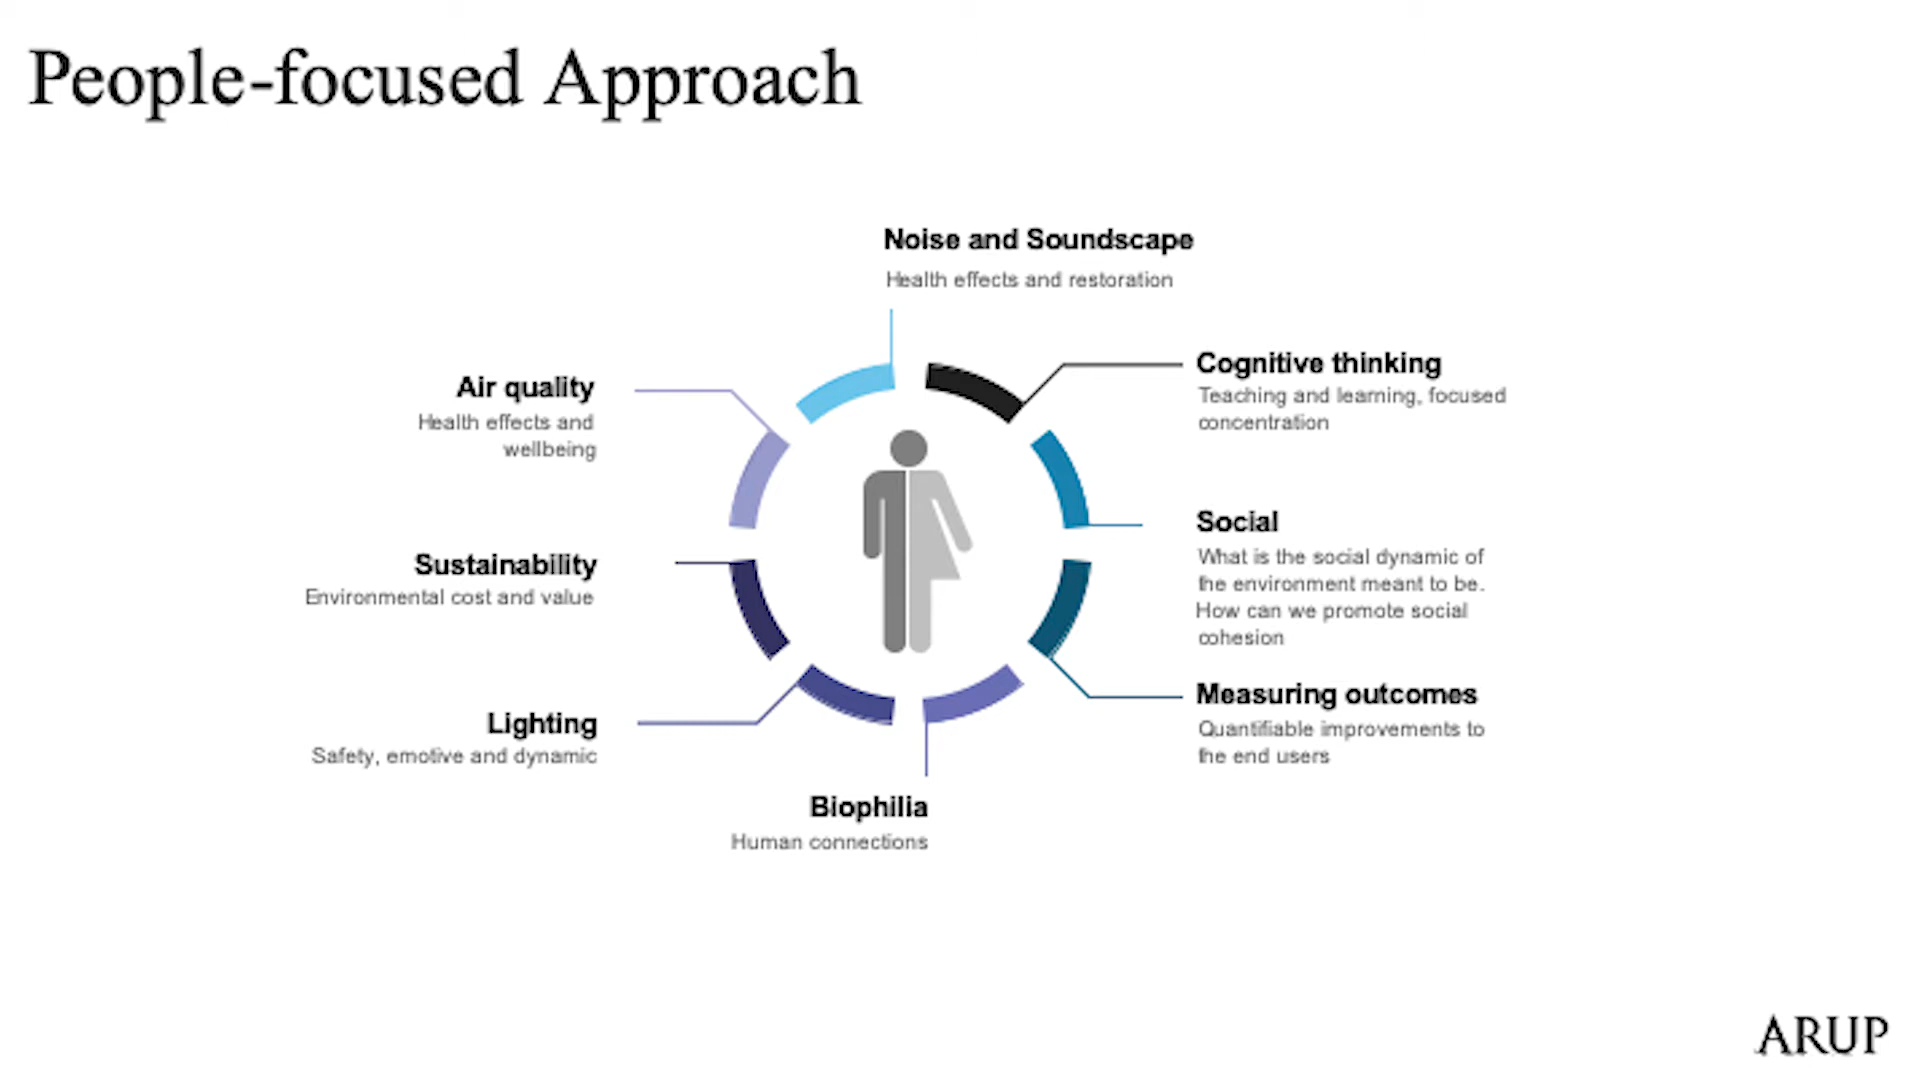 People-focused Approach
Noise and Soundscape
Health effects and restoration
Cognitive thinking
Teaching and learning, focused
concentration
Social
What is the social dynamic of
the environment meant to be.
How can we promote social
cohesion
Measuring outcomes
Quantifiable improvements to
the end users
Biophilia
Human connections
Lighting
Safety, emotive and dynamic
Sustainability
Environmental cost and value
Air quality
Health effects and
wellbeing
ARUP